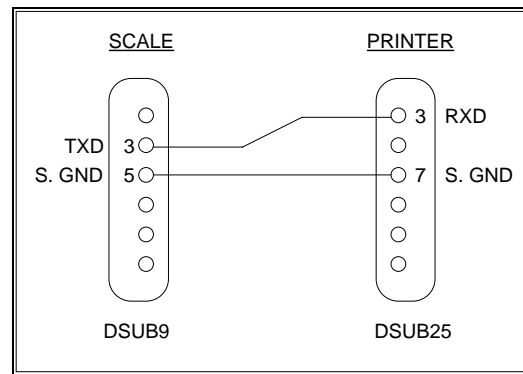 SCALE PRINTER
3 RXD
TXD 3
S. GND 5 7 S. GND
DSUB9 DSUB25